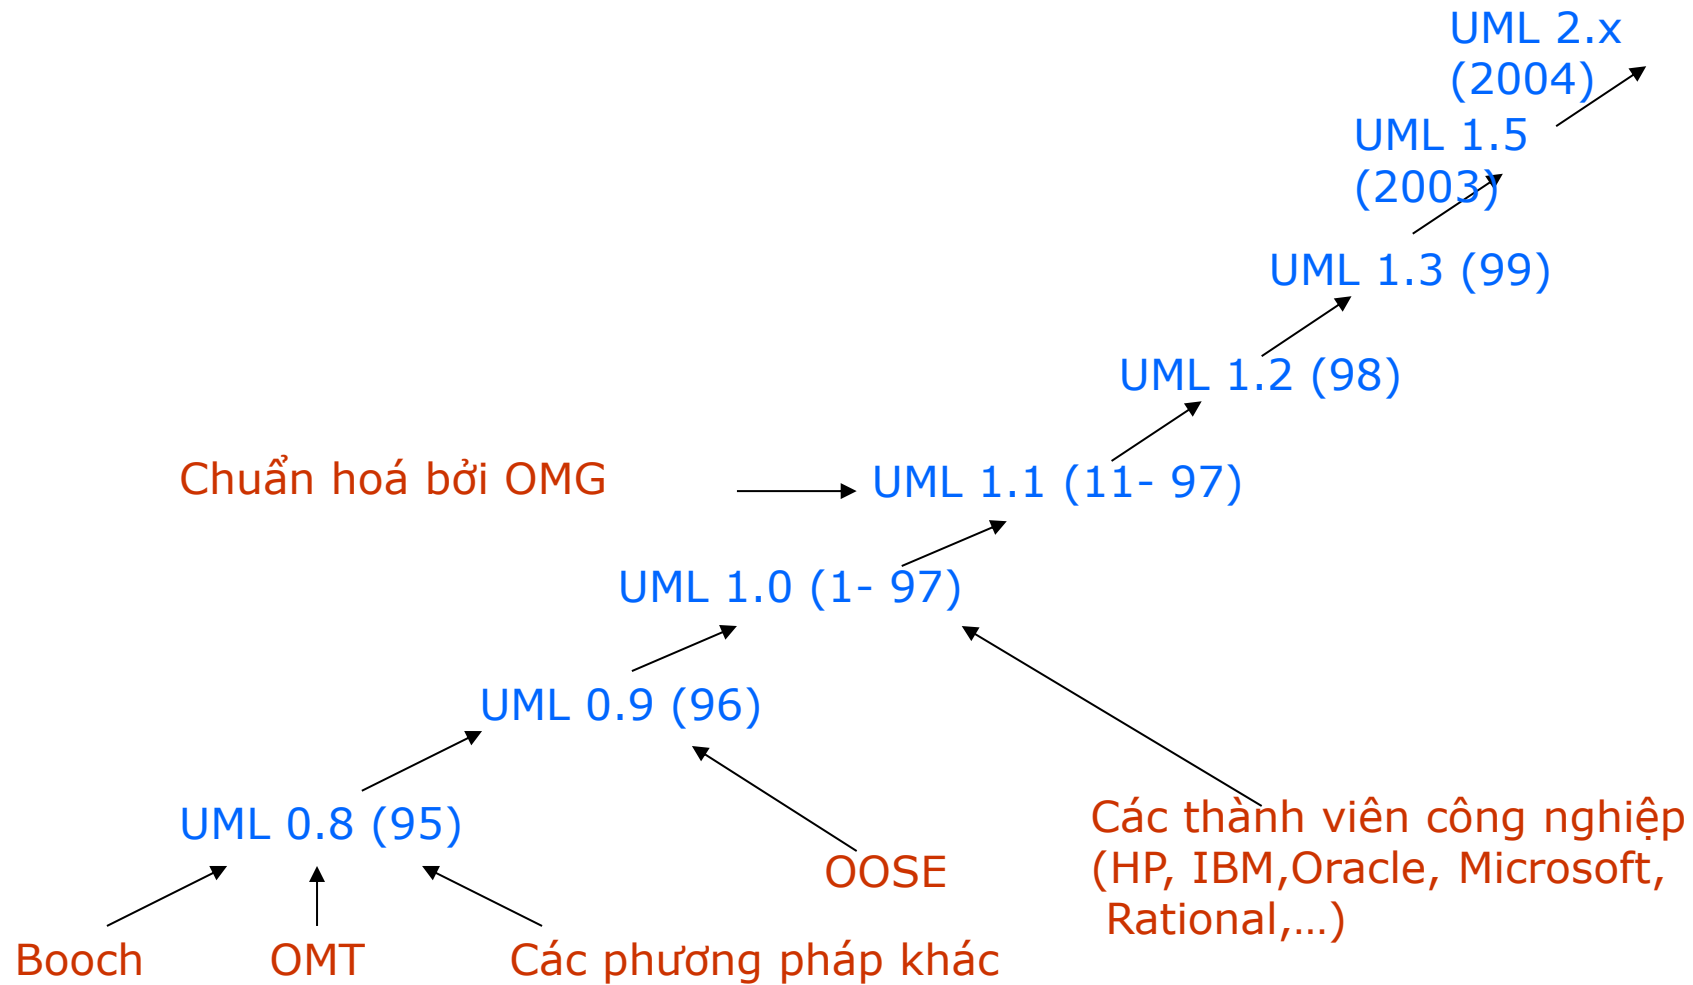 UML 2.x
(2004)
UML 1.5
(2003)
UML 1.3 (99)
UML 1.2 (98)
Chuẩn hoá bởi OMG
UML 1.1 (11- 97)
UML 1.0 (1- 97)
UML 0.9 (96)
UML 0.8 (95)
Các thành viên công nghiệp
(HP, IBM,Oracle, Microsoft,
Rational,…)
OOSE
Booch
OMT
Các phương pháp khác